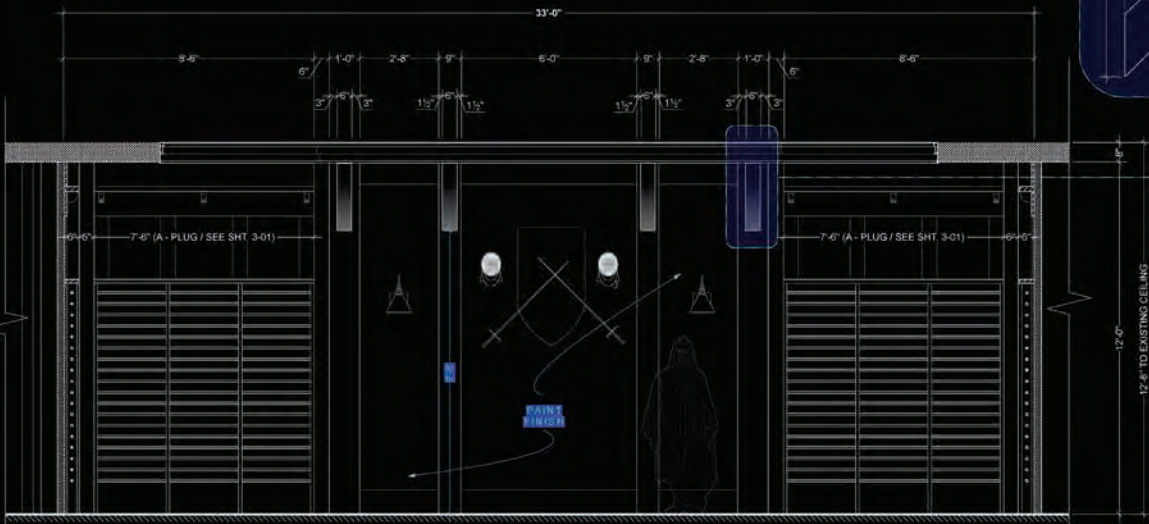 33'-0"
8'-6" 6" 1'-0" 2'-8" 9" 6'-0" 9" 2'-8" 1'-0" 6" 8'-6"
3" 6" 3" 1½" 6" 1½" 1½" 6" 1½" 3" 6" 3"
8"
6" 6" 7'-6" (A - PLUG / SEE SHT. 3-01) 7'-6" (A - PLUG / SEE SHT. 3-01) 6" 6"
12'-0"
12'-8" TO EXISTING CEILING
PAINT
FINISH